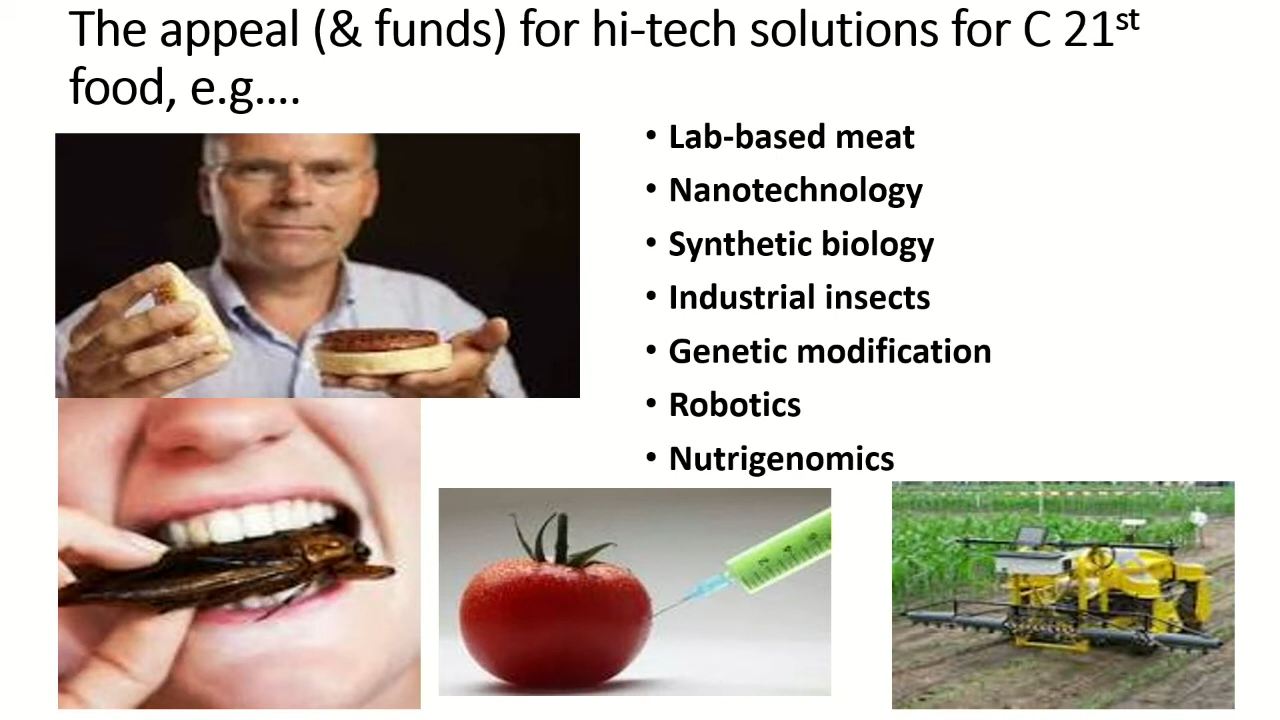 The appeal (& funds) for hi-tech solutions for C 21st
food, e.g….
• Lab-based meat
• Nanotechnology
• Synthetic biology
• Industrial insects
• Genetic modification
• Robotics
• Nutrigenomics